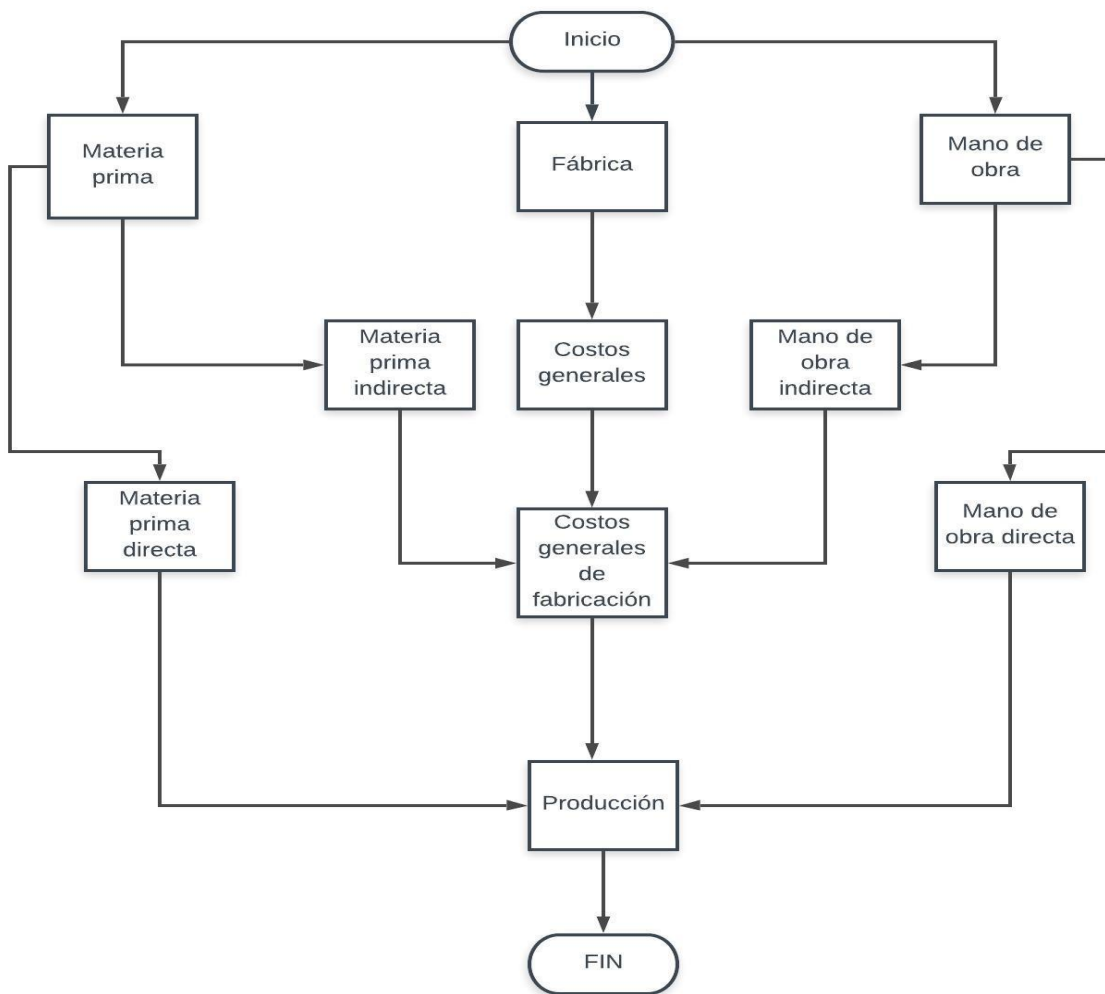 Inicio
Materia
prima
Fábrica
Mano de
obra
Materia
prima
indirecta
Costos
generales
Mano de
obra
indirecta
Materia
prima
directa
Costos
generales
de
fabricación
Mano de
obra directa
Producción
FIN